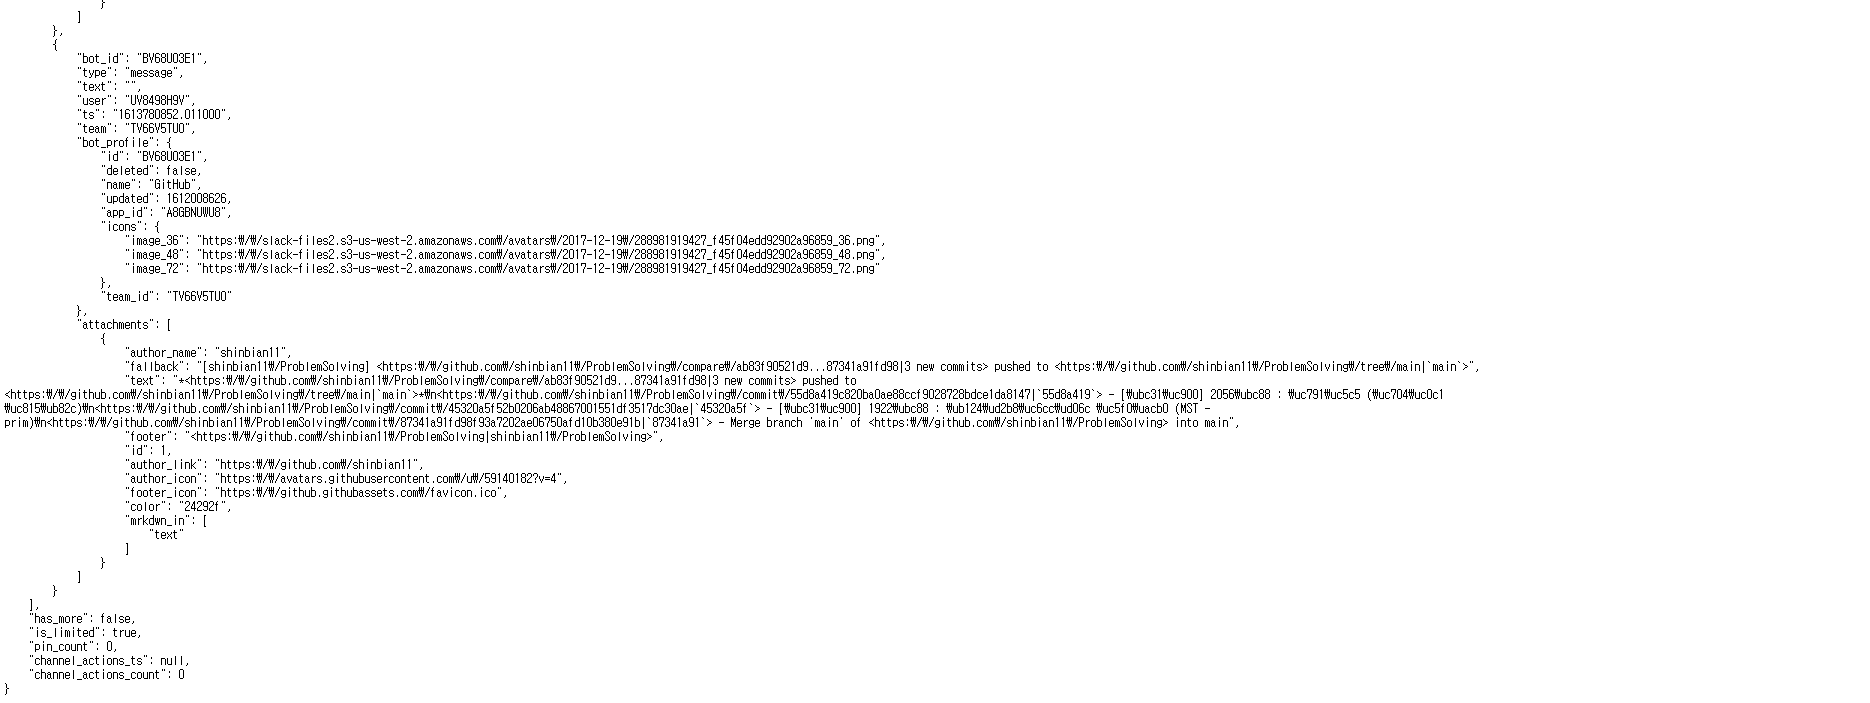 }
]
},
{
"bot_id": "BV68UO3E1",
"type": "message",
"text": "",
"user": "UV8498H9V",
"ts": "1613780852.011000",
"team": "TV66V5TUO",
"bot_profile": {
"id": "BV68UO3E1",
"deleted": false,
"name": "GitHub",
"updated": 1612008626,
"app_id": "A8GBNUWU8",
"icons": {
"image_36": "https:₩/₩/slack-files2.s3-us-west-2.amazonaws.com₩/avatars₩/2017-12-19₩/288981919427_f45f04edd92902a96859_36.png",
"image_48": "https:₩/₩/slack-files2.s3-us-west-2.amazonaws.com₩/avatars₩/2017-12-19₩/288981919427_f45f04edd92902a96859_48.png",
"image_72": "https:₩/₩/slack-files2.s3-us-west-2.amazonaws.com₩/avatars₩/2017-12-19₩/288981919427_f45f04edd92902a96859_72.png"
},
"team_id": "TV66V5TUO"
},
"attachments": [
{
"author_name": "shinbian11",
"fallback": "[shinbian11₩/ProblemSolving] <https:₩/₩/github.com₩/shinbian11₩/ProblemSolving₩/compare₩/ab83f90521d9...87341a91fd98|3 new commits> pushed to <https:₩/₩/github.com₩/shinbian11₩/ProblemSolving₩/tree₩/main|`main`>",
"text": "*<https:₩/₩/github.com₩/shinbian11₩/ProblemSolving₩/compare₩/ab83f90521d9...87341a91fd98|3 new commits> pushed to
<https:₩/₩/github.com₩/shinbian11₩/ProblemSolving₩/tree₩/main|`main`>*₩n<https:₩/₩/github.com₩/shinbian11₩/ProblemSolving₩/commit₩/55d8a419c820ba0ae88ccf9028728bdce1da8147|`55d8a419`> - [₩ubc31₩uc900] 2056₩ubc88 : ₩uc791₩uc5c5 (₩uc704₩uc0c1
₩uc815₩ub82c)₩n<https:₩/₩/github.com₩/shinbian11₩/ProblemSolving₩/commit₩/45320a5f52b0206ab48867001551df3517dc30ae|`45320a5f`> - [₩ubc31₩uc900] 1922₩ubc88 : ₩ub124₩ud2b8₩uc6cc₩ud06c ₩uc5f0₩uacb0 (MST -
prim)₩n<https:₩/₩/github.com₩/shinbian11₩/ProblemSolving₩/commit₩/87341a91fd98f93a7202ae06750afd10b380e91b|`87341a91`> - Merge branch 'main' of <https:₩/₩/github.com₩/shinbian11₩/ProblemSolving> into main",
"footer": "<https:₩/₩/github.com₩/shinbian11₩/ProblemSolving|shinbian11₩/ProblemSolving>",
"id": 1,
"author_link": "https:₩/₩/github.com₩/shinbian11",
"author_icon": "https:₩/₩/avatars.githubusercontent.com₩/u₩/59140182?v=4",
"footer_icon": "https:₩/₩/github.githubassets.com₩/favicon.ico",
"color": "24292f",
"mrkdwn_in": [
"text"
]
}
]
}
],
"has_more": false,
"is_limited": true,
"pin_count": 0,
"channel_actions_ts": null,
"channel_actions_count": 0
}